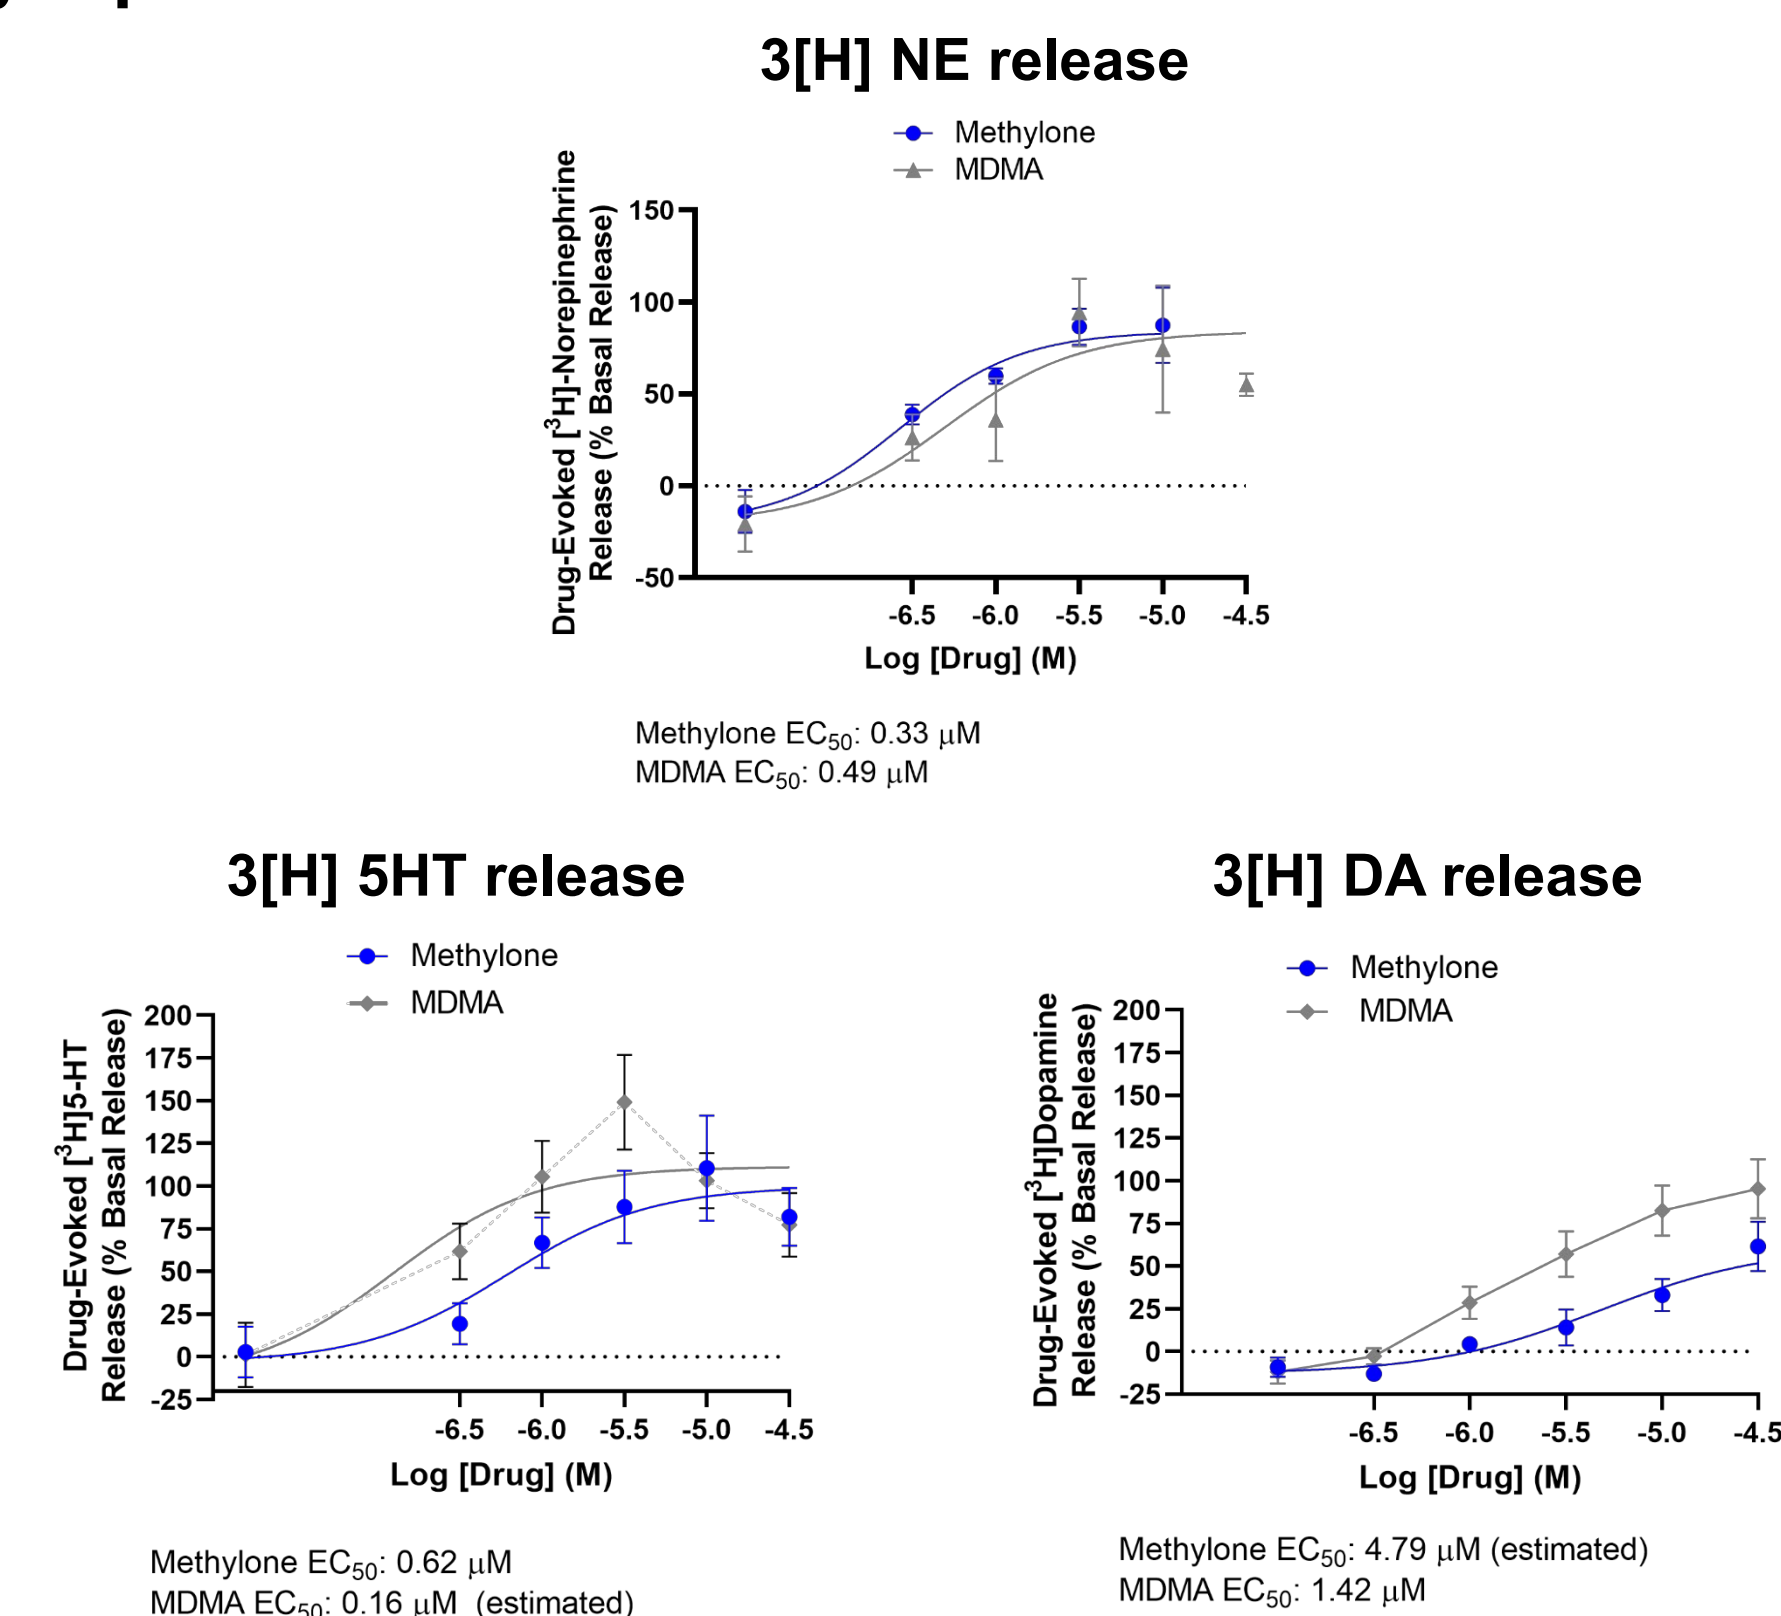 3[H] NE release
Methylone
MDMA
Drug-Evoked [³H]-Norepinephrine
Release (% Basal Release)
150
100
50
0
-50
-6.5 -6.0 -5.5 -5.0 -4.5
Log [Drug] (M)
Methylone EC₅₀: 0.33 μM
MDMA EC₅₀: 0.49 μM
3[H] 5HT release
Methylone
MDMA
Drug-Evoked [³H]5-HT
Release (% Basal Release)
200
175
150
125
100
75
50
25
0
-25
-6.5 -6.0 -5.5 -5.0 -4.5
Log [Drug] (M)
Methylone EC₅₀: 0.62 μM
MDMA EC₅₀: 0.16 μM (estimated)
3[H] DA release
Methylone
MDMA
Drug-Evoked [³H]Dopamine
Release (% Basal Release)
200
175
150
125
100
75
50
25
0
-25
-6.5 -6.0 -5.5 -5.0 -4.5
Log [Drug] (M)
Methylone EC₅₀: 4.79 μM (estimated)
MDMA EC₅₀: 1.42 μM